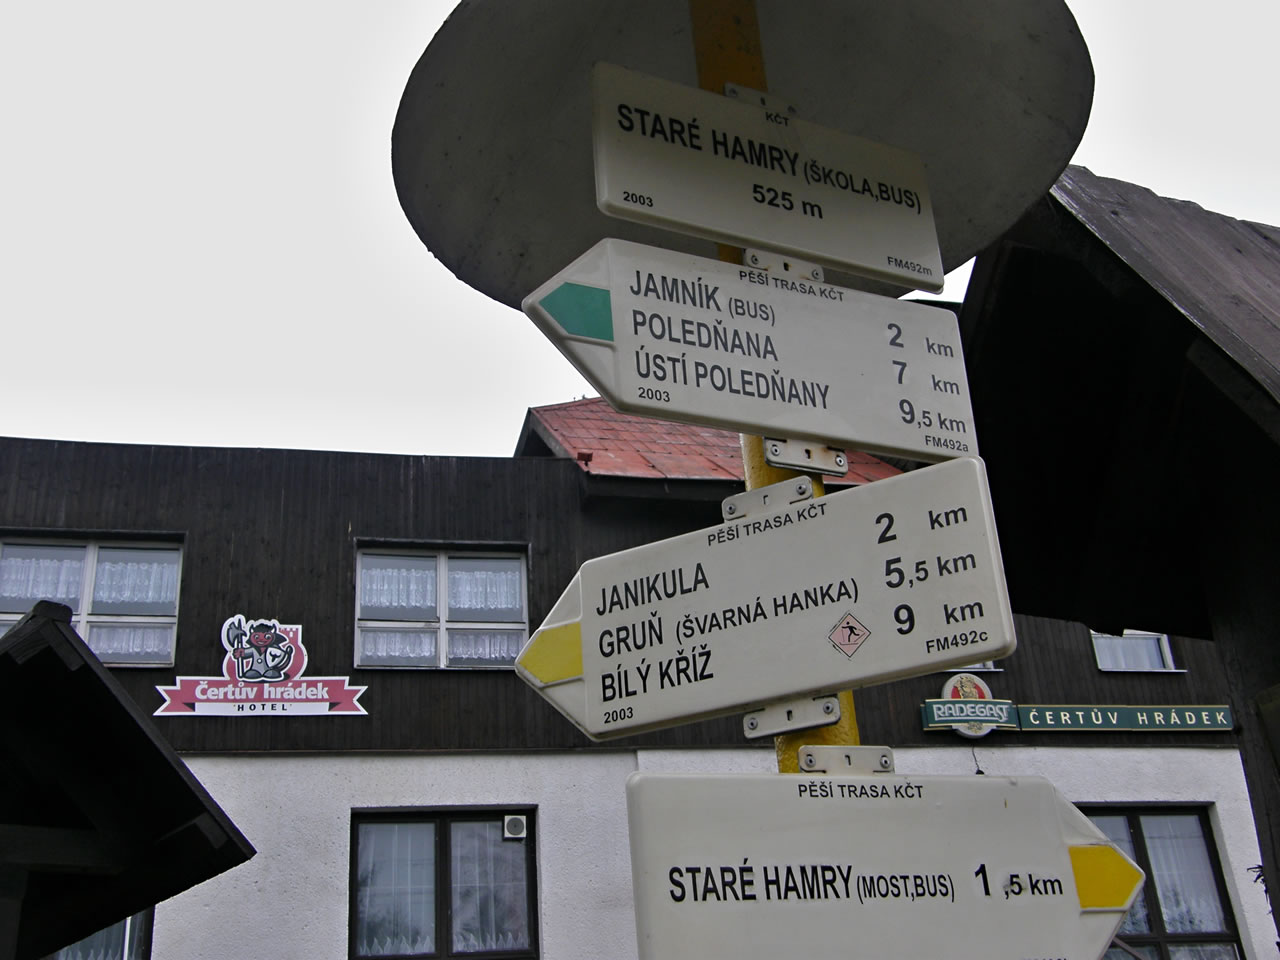 KČT
STARÉ HAMRY (ŠKOLA,BUS)
525 m
2003
FM492m
PĚŠÍ TRASA KČT
JAMNÍK (BUS) 2 km
POLEDŇANA 7 km
ÚSTÍ POLEDŇANY 9,5 km
2003
FM492a
PĚŠÍ TRASA KČT
JANIKULA 2 km
GRUŇ (ŠVARNÁ HANKA) 5,5 km
BÍLÝ KŘÍŽ 9 km
2003
FM492c
PĚŠÍ TRASA KČT
STARÉ HAMRY (MOST,BUS) 1,5 km
Čertův hrádek
"HOTEL"
RADEGAST
ČERTŮV HRÁDEK